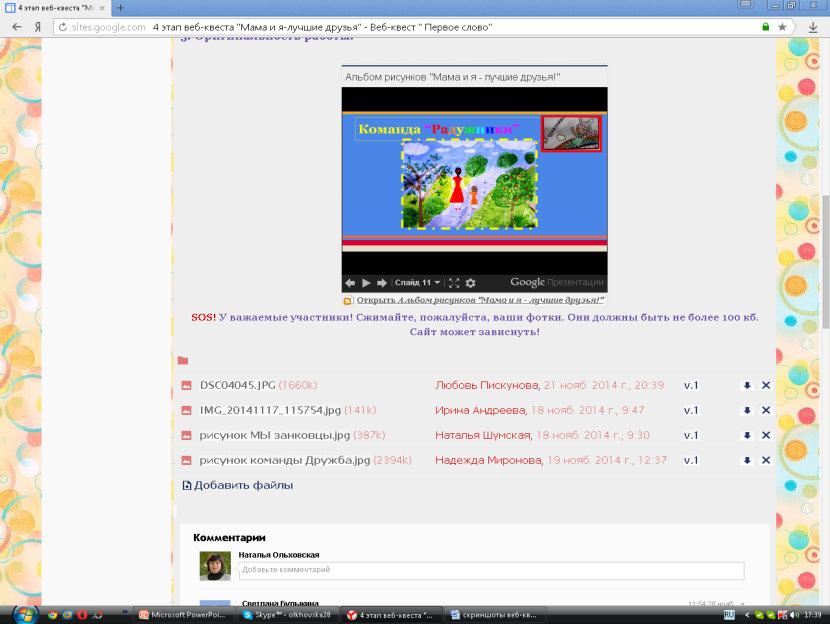 4 этап веб-квеста "Мама и
Я
sites.google.com 4 этап веб-квеста "Мама и я-лучшие друзья" - Веб-квест " Первое слово"
3. Оригинальность работы.
Альбом рисунков "Мама и я - лучшие друзья!"
Команда "Радужники"
Слайд 11
Google Презентации
Открыть Альбом рисунков "Мама и я - лучшие друзья!"
SOS! У важаемые участники! Сжимайте, пожалуйста, ваши фотки. Они должны быть не более 100 кб.
Сайт может зависнуть!
DSC04045.JPG (1660k) Любовь Пискунова, 21 нояб. 2014 г., 20:39 v.1
IMG_20141117_115754.jpg (141k) Ирина Андреева, 18 нояб. 2014 г., 9:47 v.1
рисунок МЫ занковцы.jpg (387k) Наталья Шумская, 18 нояб. 2014 г., 9:30 v.1
рисунок команды Дружба.jpg (2394k) Надежда Миронова, 19 нояб. 2014 г., 12:37 v.1
Добавить файлы
Комментарии
Наталья Ольховская
Добавьте комментарий
Светлана Булыкина 11:54 28 нояб.
Microsoft PowerPoi... Skype™ - olkhovska28 4 этап веб-квеста "... скриншоты веб-кв... RU 17:39